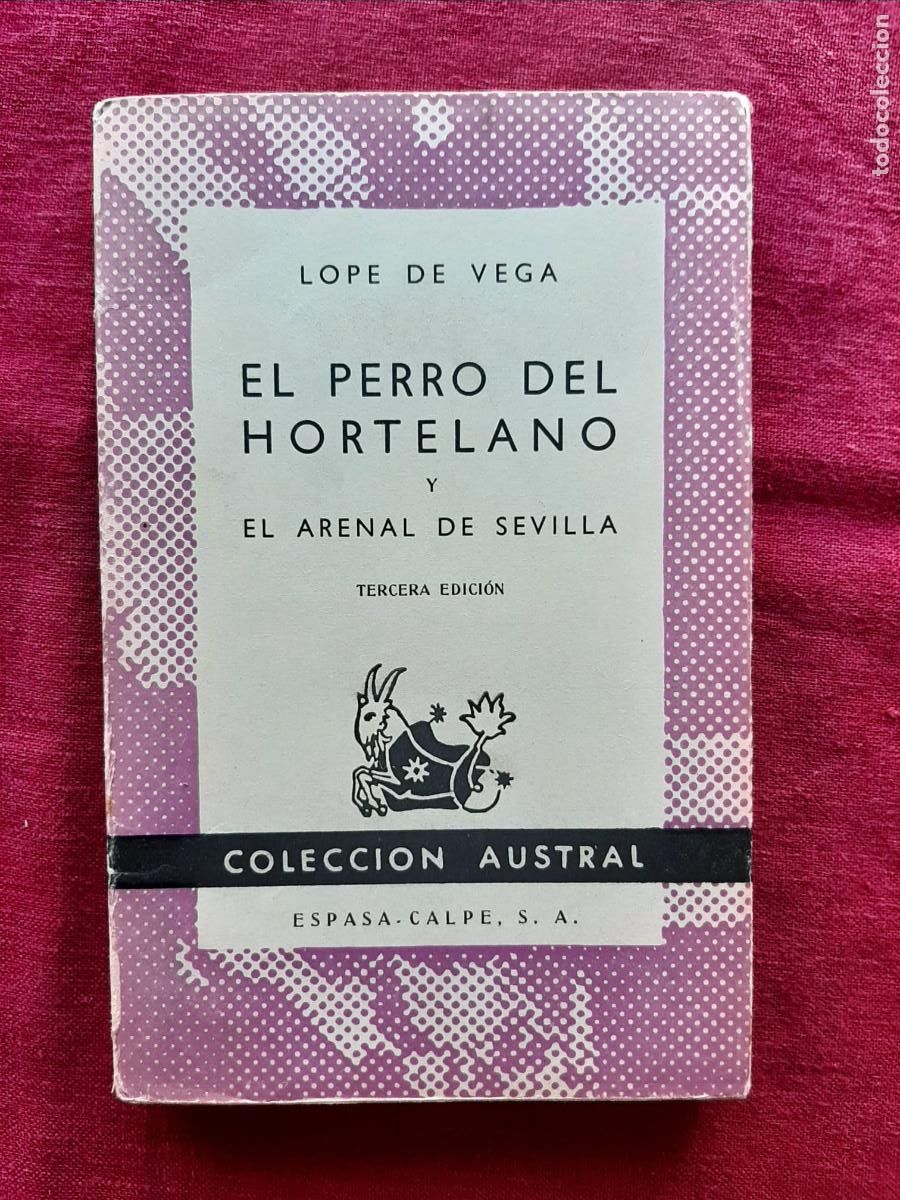 LOPE DE VEGA
EL PERRO DEL
HORTELANO
Y
EL ARENAL DE SEVILLA
TERCERA EDICIÓN
COLECCION AUSTRAL
ESPASA-CALPE, S. A.
todocoleccion